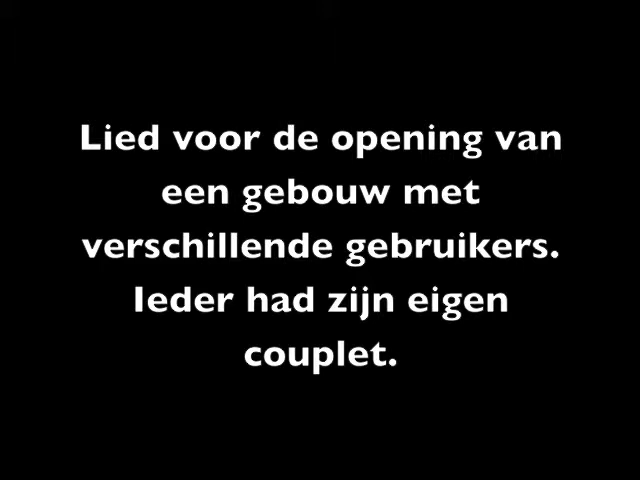 Lied voor de opening van
een gebouw met
verschillende gebruikers.
Ieder had zijn eigen
couplet.